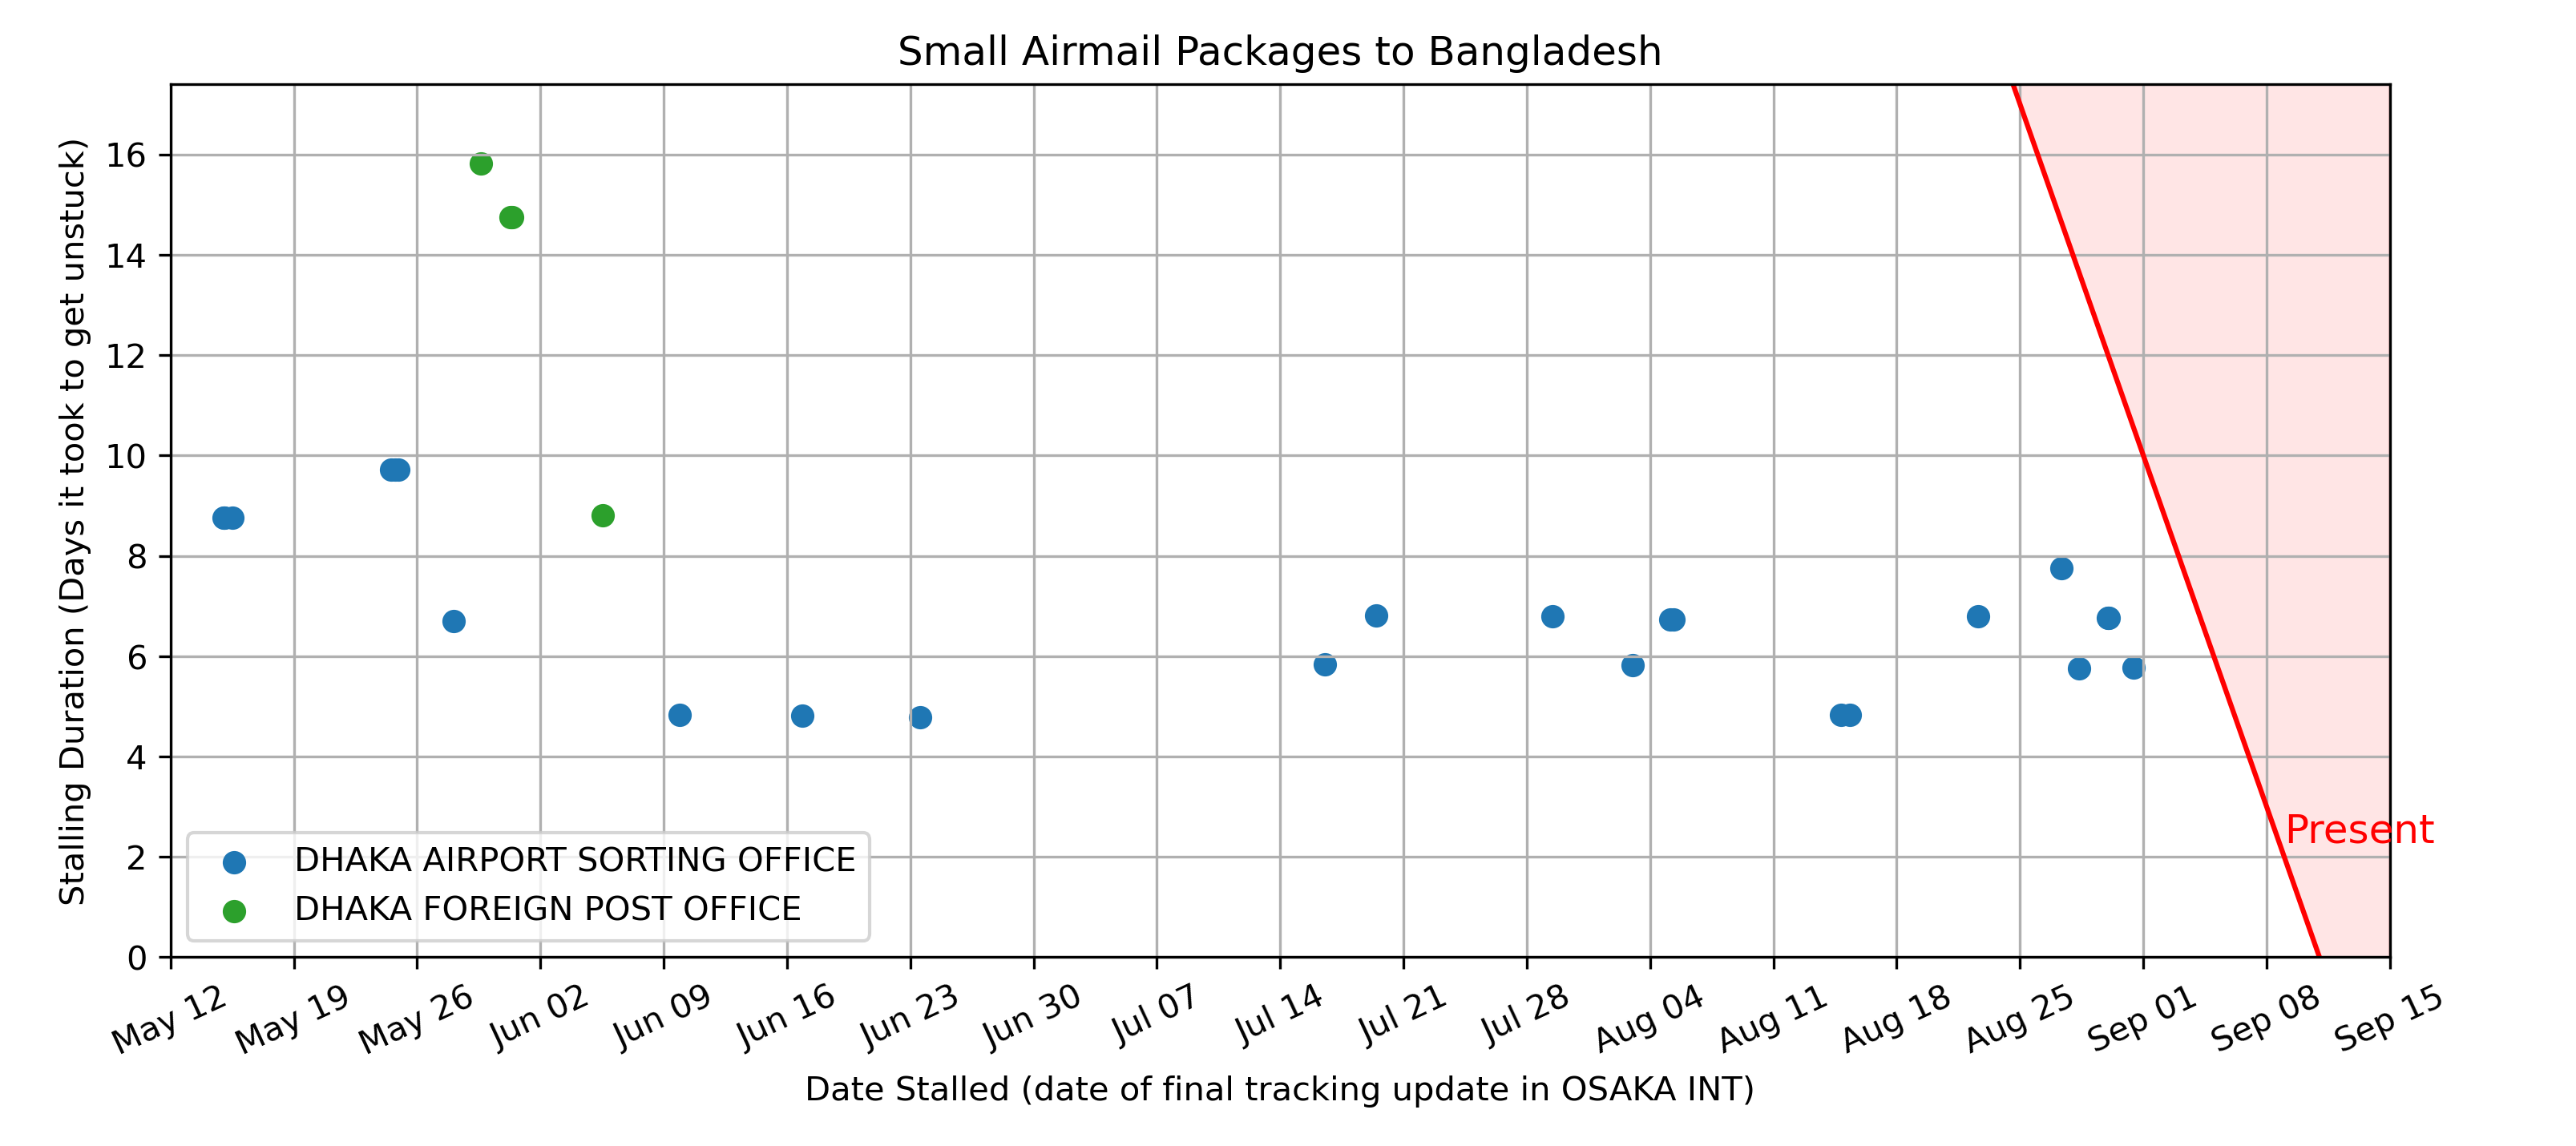 Small Airmail Packages to Bangladesh
Stalling Duration (Days it took to get unstuck)
16
14
12
10
8
6
4
2
0
Present
DHAKA AIRPORT SORTING OFFICE
DHAKA FOREIGN POST OFFICE
May 12
May 19
May 26
Jun 02
Jun 09
Jun 16
Jun 23
Jun 30
Jul 07
Jul 14
Jul 21
Jul 28
Aug 04
Aug 11
Aug 18
Aug 25
Sep 01
Sep 08
Sep 15
Date Stalled (date of final tracking update in OSAKA INT)